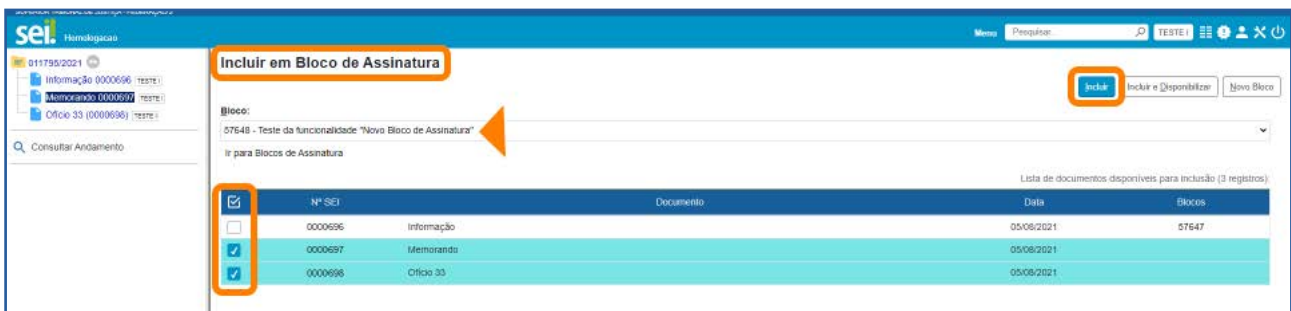 sei!
Homologacao
Menu
Pesquisar...
TESTE I
011795/2021
Informação 0000696 TESTE I
Memorando 0000697 TESTE I
Ofício 33 (0000698) TESTE I
Consultar Andamento
Incluir em Bloco de Assinatura
Incluir
Incluir e Disponibilizar
Novo Bloco
Bloco:
57648 - Teste da funcionalidade "Novo Bloco de Assinatura"
Ir para Blocos de Assinatura
Lista de documentos disponíveis para inclusão (3 registros):
Nº SEI Documento Data Blocos
0000696 Informação 05/08/2021 57647
0000697 Memorando 05/08/2021
0000698 Ofício 33 05/08/2021